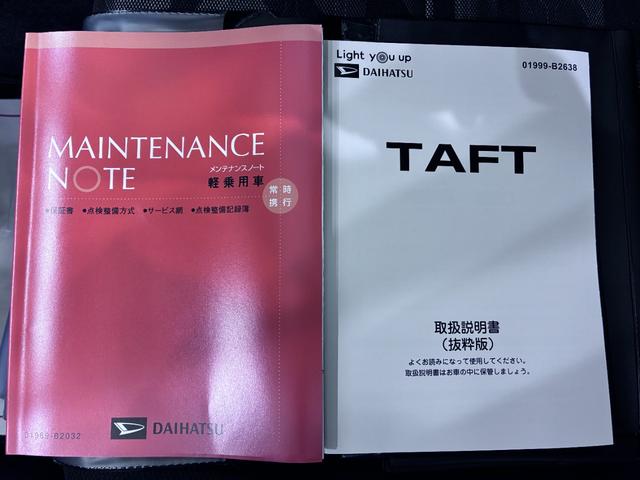 MAINTENANCE
NOTE
メンテナンスノート
軽乗用車
常時
携行
●保証書 ●点検整備方式 ●サービス網 ●点検整備記録簿
DAIHATSU
01999-B2032
Light you up
DAIHATSU
01999-B2638
TAFT
取扱説明書
(抜粋版)
よくお読みになって使用してください。
取扱説明書はお車の中に保管しましょう。